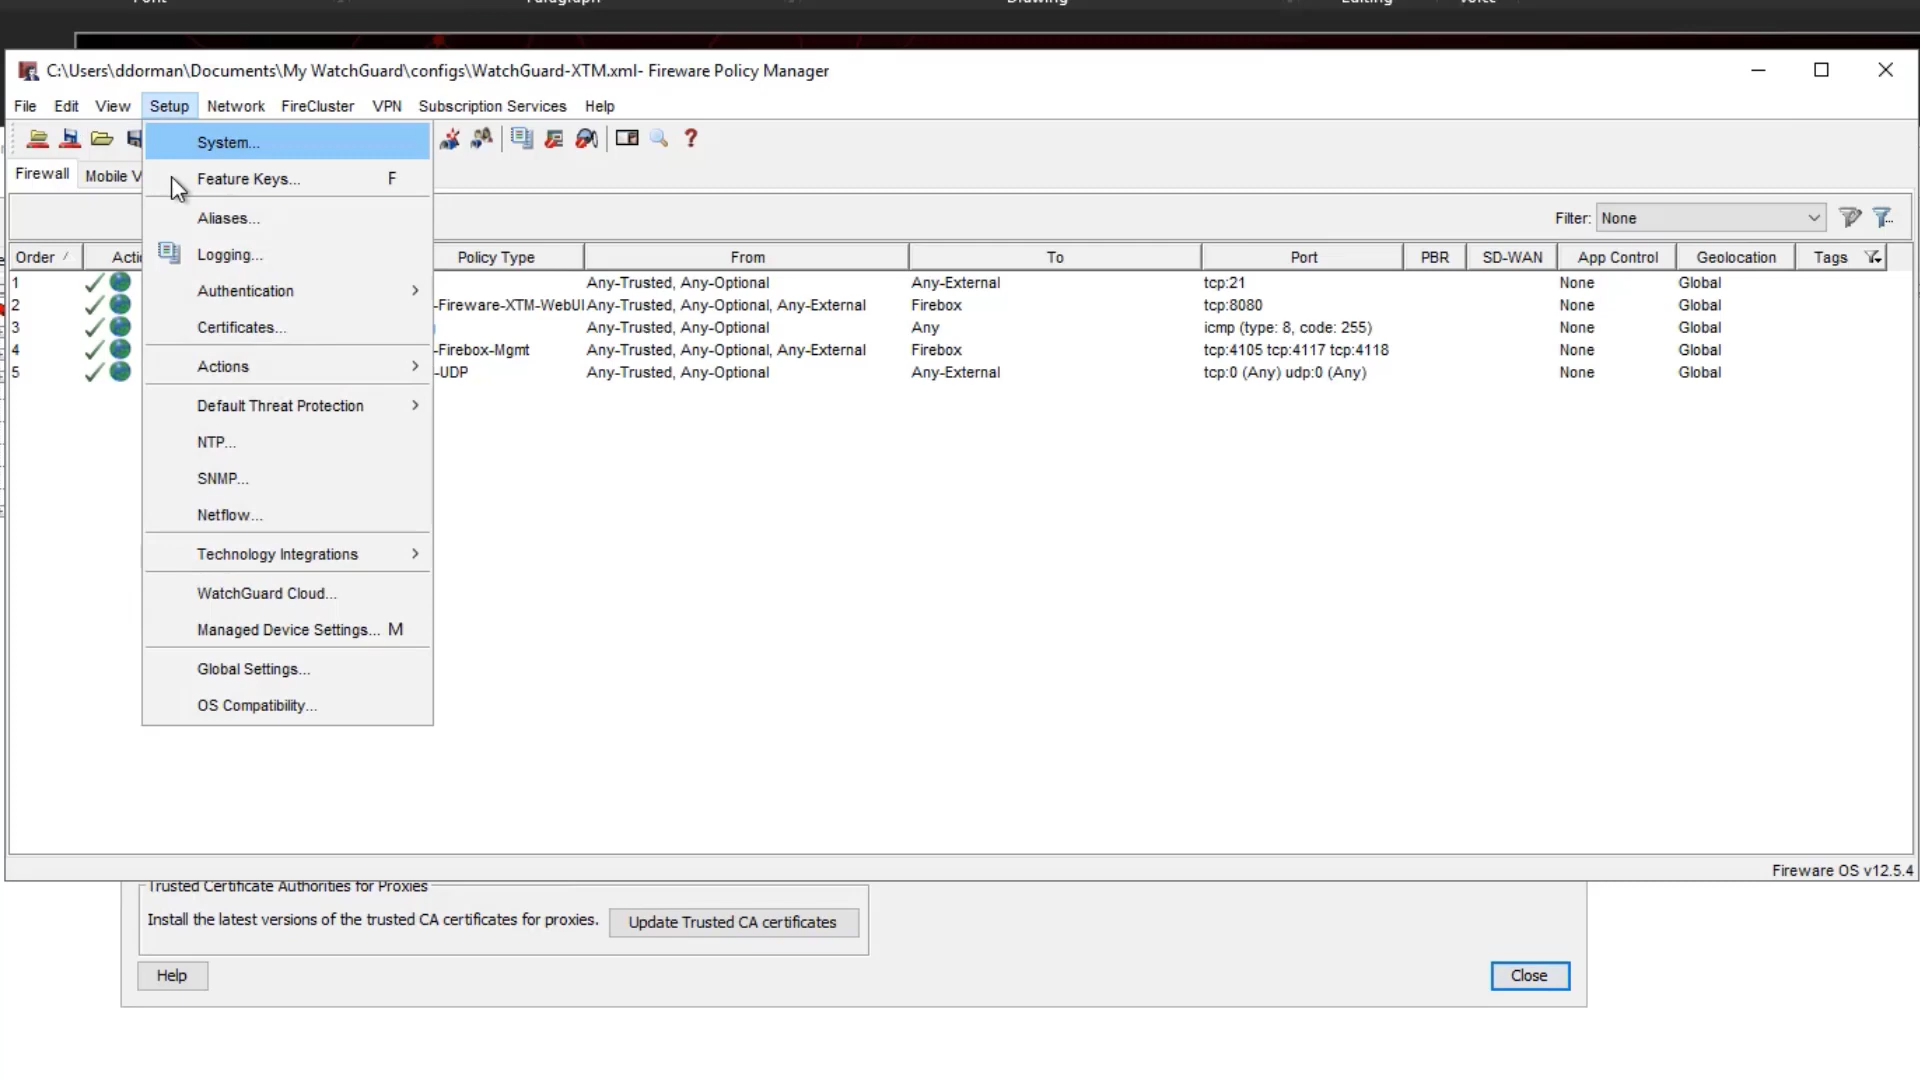 Font Paragraph Drawing Editing Voice
C:\Users\ddorman\Documents\My WatchGuard\configs\WatchGuard-XTM.xml- Fireware Policy Manager
File Edit View Setup Network FireCluster VPN Subscription Services Help
System...
Firewall Mobile V
Feature Keys... F
Aliases...
Filter: None
Logging...
Order Acti Policy Type From To Port PBR SD-WAN App Control Geolocation Tags
1 Any-Trusted, Any-Optional Any-External tcp:21 None Global
2 -Fireware-XTM-WebUI Any-Trusted, Any-Optional, Any-External Firebox tcp:8080 None Global
3 Any-Trusted, Any-Optional Any icmp (type: 8, code: 255) None Global
4 -Firebox-Mgmt Any-Trusted, Any-Optional, Any-External Firebox tcp:4105 tcp:4117 tcp:4118 None Global
5 -UDP Any-Trusted, Any-Optional Any-External tcp:0 (Any) udp:0 (Any) None Global
Authentication
Certificates...
Actions
Default Threat Protection
NTP...
SNMP...
Netflow...
Technology Integrations
WatchGuard Cloud...
Managed Device Settings... M
Global Settings...
OS Compatibility...
Fireware OS v12.5.4
Trusted Certificate Authorities for Proxies
Install the latest versions of the trusted CA certificates for proxies. Update Trusted CA certificates
Help Close